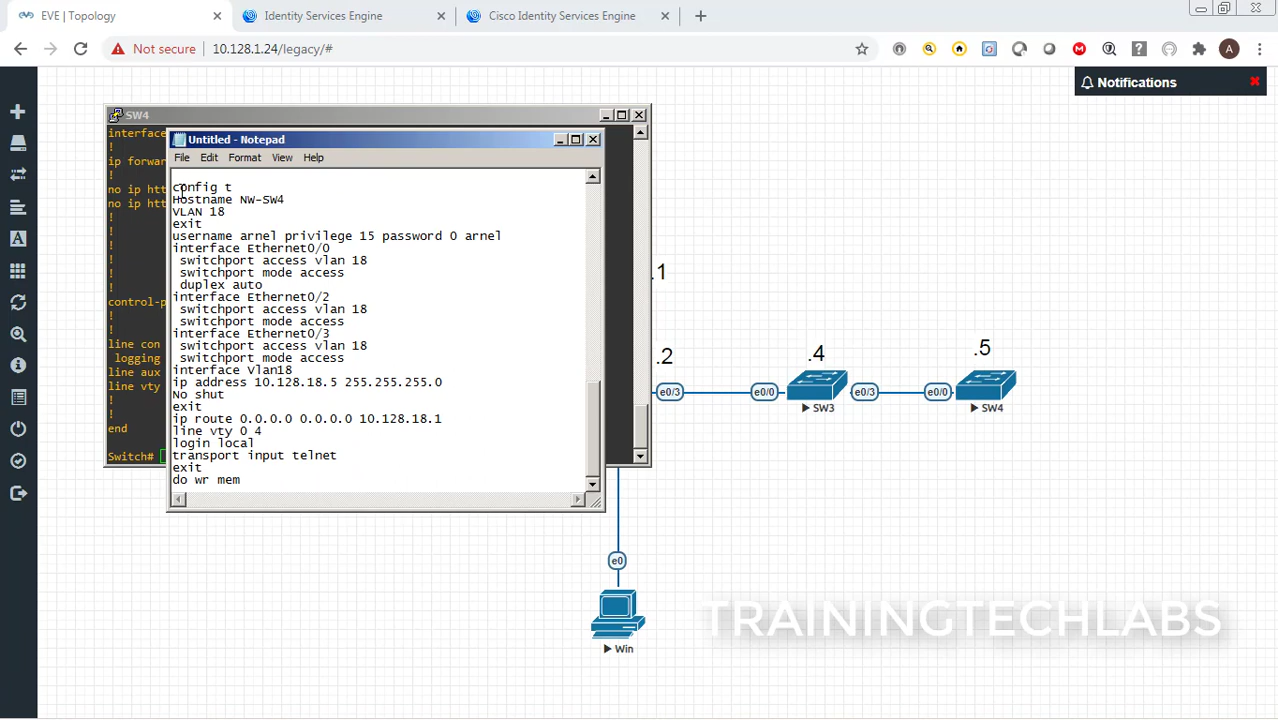 EVE | Topology
Identity Services Engine
Cisco Identity Services Engine
Not secure
10.128.1.24/legacy/#
A
Notifications
SW4
interface
!
ip forwar
!
no ip htt
no ip htt
!
!
!
!
!
!
control-p
!
!
line con
logging
line aux
line vty
!
!
end
Switch#
Untitled - Notepad
File Edit Format View Help
config t
Hostname NW-SW4
VLAN 18
exit
username arnel privilege 15 password 0 arnel
interface Ethernet0/0
switchport access vlan 18
switchport mode access
duplex auto
interface Ethernet0/2
switchport access vlan 18
switchport mode access
interface Ethernet0/3
switchport access vlan 18
switchport mode access
interface Vlan18
ip address 10.128.18.5 255.255.255.0
No shut
exit
ip route 0.0.0.0 0.0.0.0 10.128.18.1
line vty 0 4
login local
transport input telnet
exit
do wr mem
.1
.2
.4
.5
e0/3
e0/0
e0/3
e0/0
SW3
SW4
e0
Win
TRAININGTECHLABS